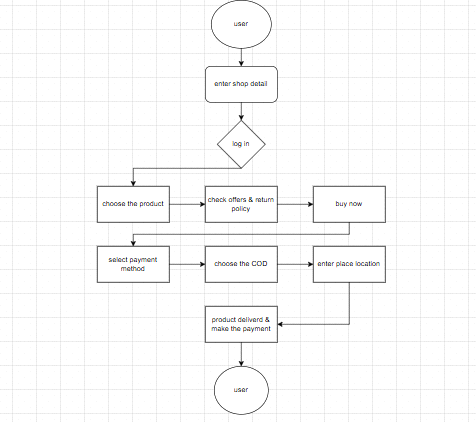 user
enter shop detail
log in
choose the product
check offers & return
policy
buy now
select payment
method
choose the COD
enter place location
product deliverd &
make the payment
user